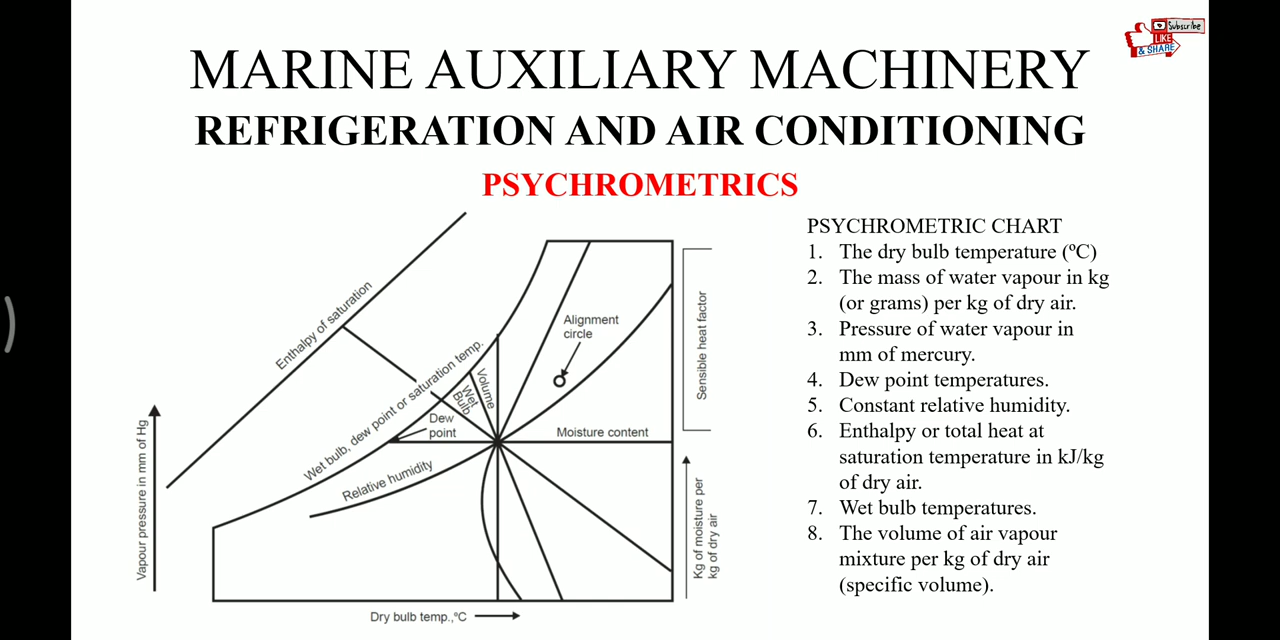 Subscribe
LIKE
& SHARE
MARINE AUXILIARY MACHINERY
REFRIGERATION AND AIR CONDITIONING
PSYCHROMETRICS
Enthalpy of saturation
Wet bulb, dew point or saturation temp.
Volume
Wet
Bulb
Dew
point
Relative humidity
Alignment
circle
Moisture content
Sensible heat factor
Kg of moisture per
kg of dry air
Vapour pressure in mm of Hg
Dry bulb temp.,°C
PSYCHROMETRIC CHART
1. The dry bulb temperature (ºC)
2. The mass of water vapour in kg
(or grams) per kg of dry air.
3. Pressure of water vapour in
mm of mercury.
4. Dew point temperatures.
5. Constant relative humidity.
6. Enthalpy or total heat at
saturation temperature in kJ/kg
of dry air.
7. Wet bulb temperatures.
8. The volume of air vapour
mixture per kg of dry air
(specific volume).